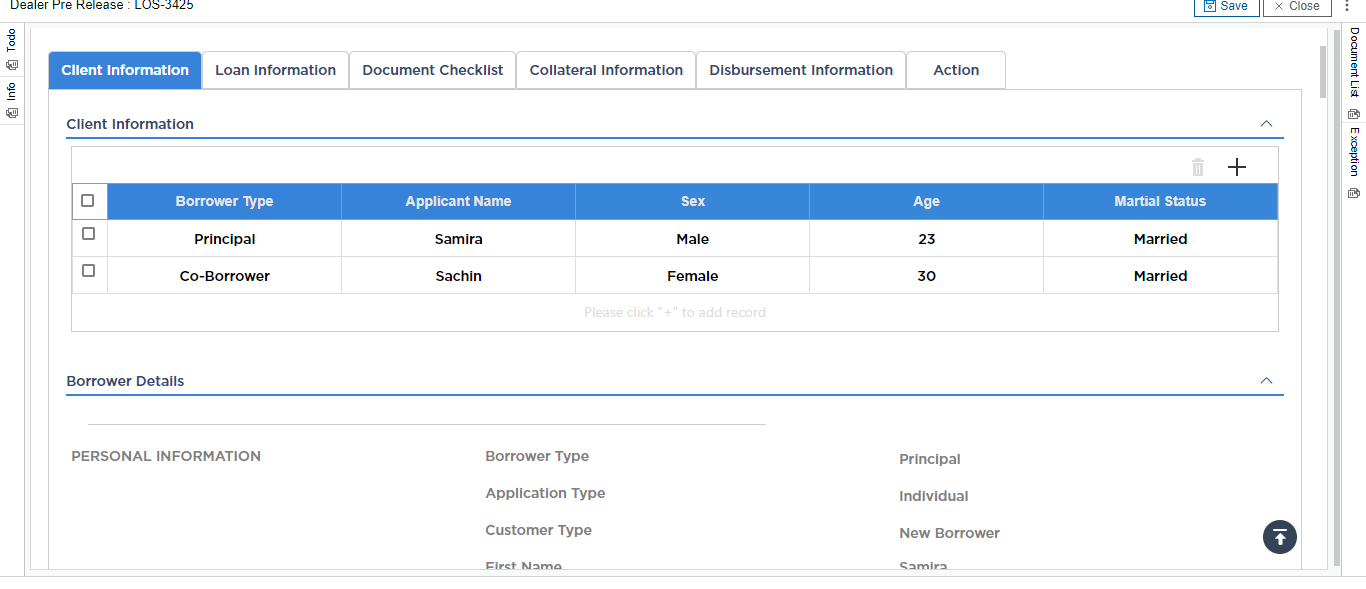 Dealer Pre Release : LOS-3425
Save
Close
Todo
Info
Document List
Exception
Client Information Loan Information Document Checklist Collateral Information Disbursement Information Action
Client Information
Borrower Type Applicant Name Sex Age Martial Status
Principal Samira Male 23 Married
Co-Borrower Sachin Female 30 Married
Please click "+" to add record
Borrower Details
PERSONAL INFORMATION Borrower Type Principal
Application Type Individual
Customer Type New Borrower
First Name Samira